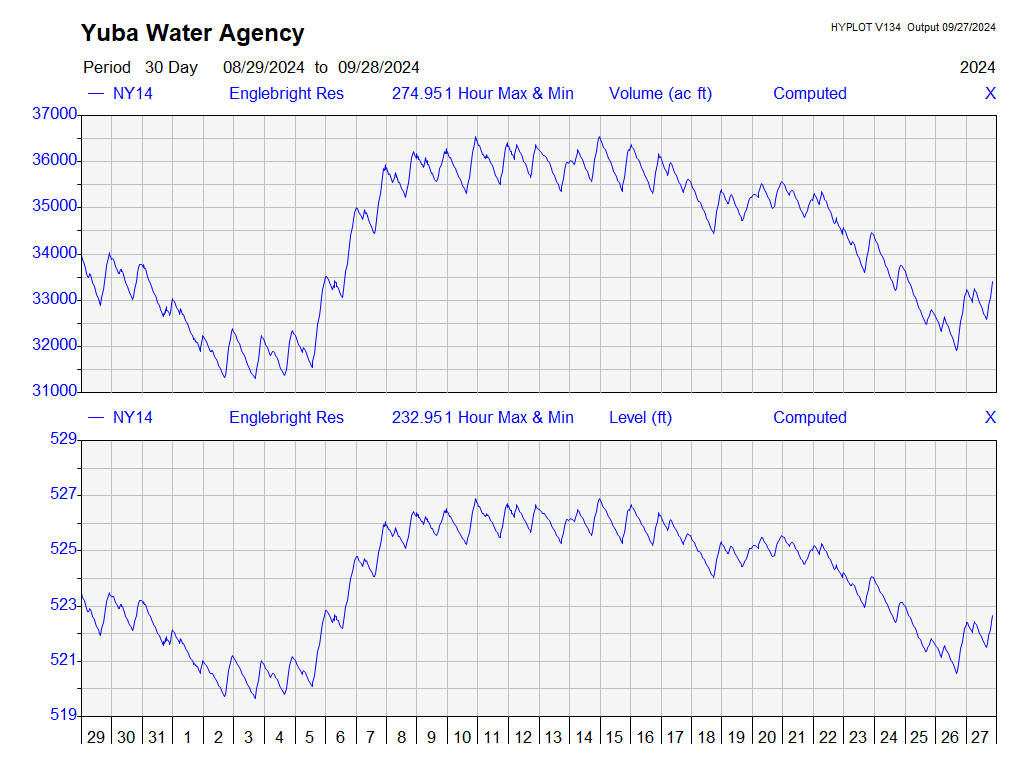 Yuba Water Agency
HYPLOT V134 Output 09/27/2024
Period 30 Day 08/29/2024 to 09/28/2024
2024
NY14 Englebright Res 274.951 Hour Max & Min Volume (ac ft) Computed X
37000
36000
35000
34000
33000
32000
31000
NY14 Englebright Res 232.951 Hour Max & Min Level (ft) Computed X
529
527
525
523
521
519
29 30 31 1 2 3 4 5 6 7 8 9 10 11 12 13 14 15 16 17 18 19 20 21 22 23 24 25 26 27